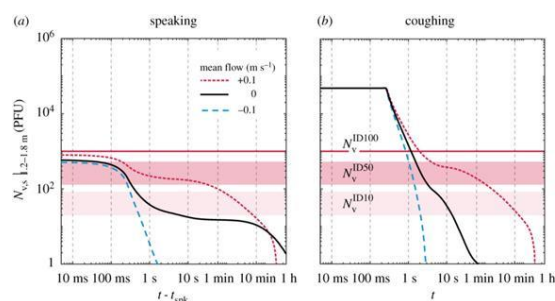 (a) speaking
(b) coughing
10⁶
10⁴
10²
1
N_v,s |1.2–1.8 m (PFU)
mean flow (m s⁻¹)
+0.1
0
−0.1
N_v^ID100
N_v^ID50
N_v^ID10
10 ms 100 ms 1 s 10 s 1 min 10 min 1 h
t - t_spk
10 ms 100 ms 1 s 10 s 1 min 10 min 1 h
t